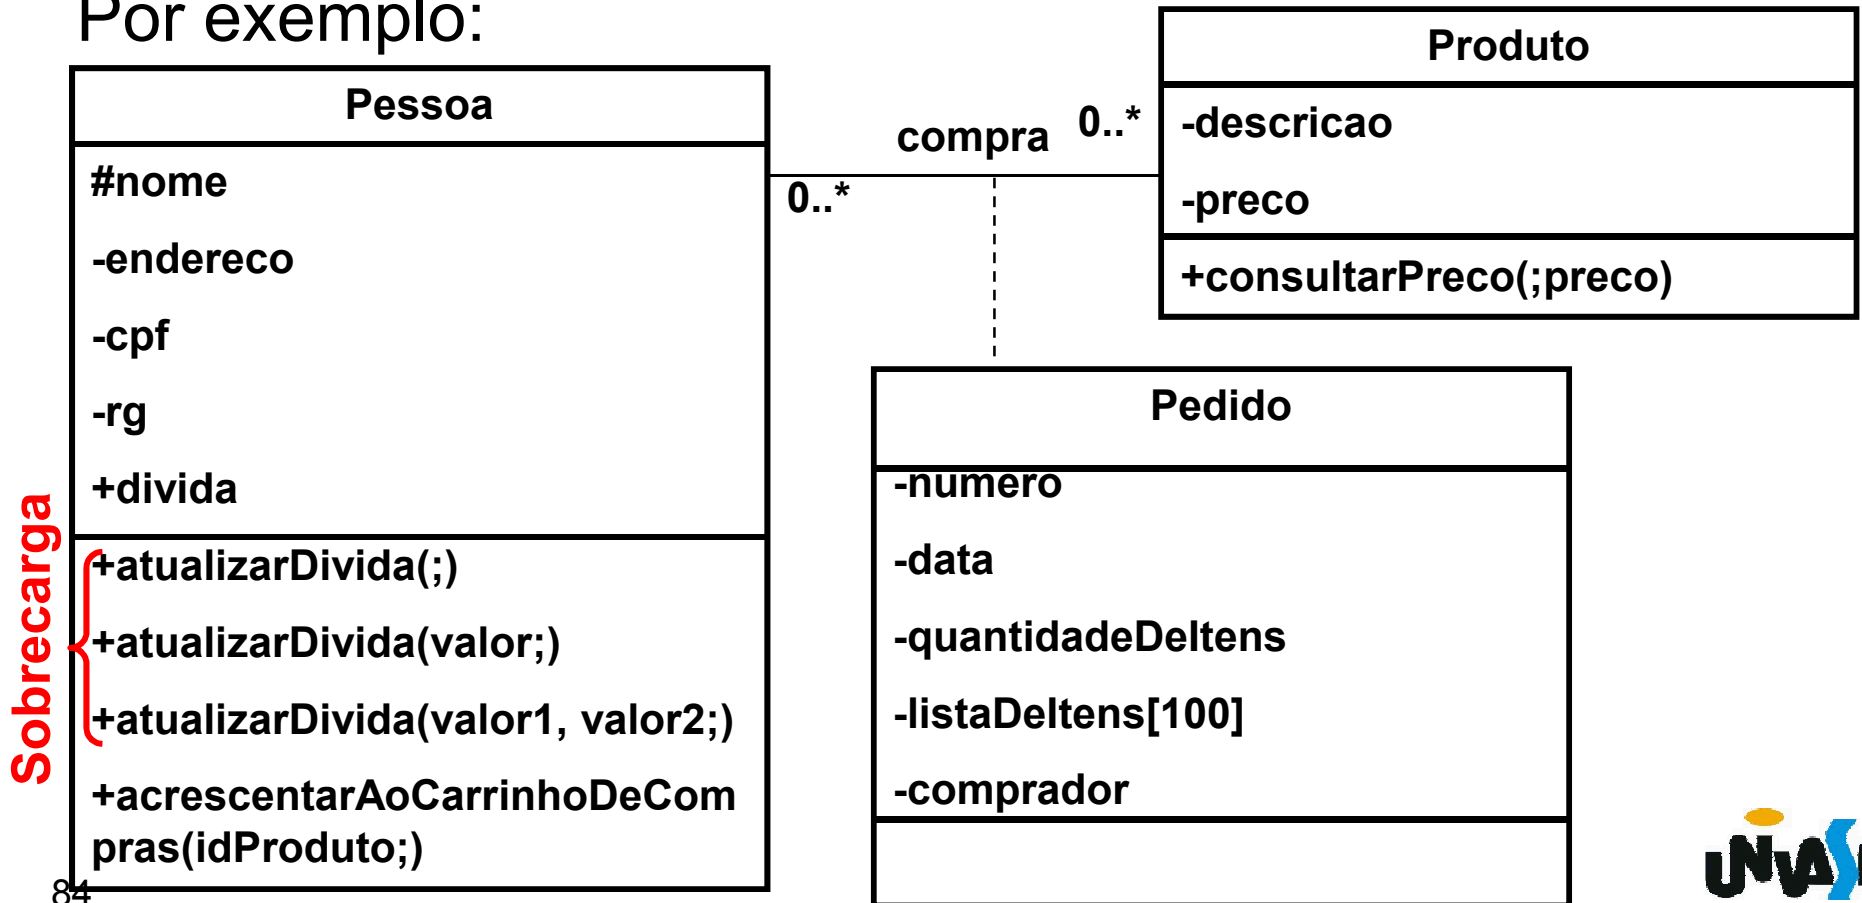 Por exemplo:
Pessoa
#nome
-endereco
-cpf
-rg
+divida
+atualizarDivida(;)
+atualizarDivida(valor;)
+atualizarDivida(valor1, valor2;)
+acrescentarAoCarrinhoDeCom
pras(idProduto;)
Sobrecarga
compra
0..*
0..*
Produto
-descricao
-preco
+consultarPreco(;preco)
Pedido
-numero
-data
-quantidadeDeItens
-listaDeItens[100]
-comprador
84